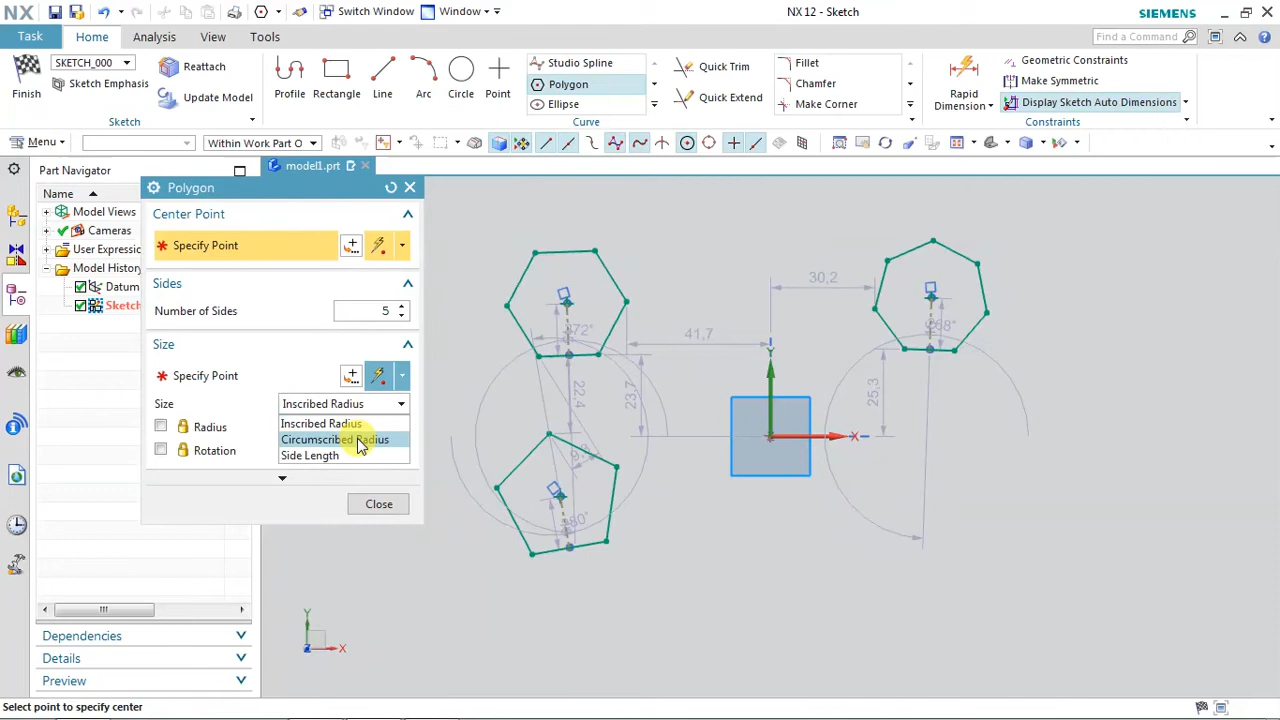 NX
Switch Window
Window
NX 12 - Sketch
SIEMENS
Task
Home
Analysis
View
Tools
Find a Command
SKETCH_000
Reattach
Sketch Emphasis
Update Model
Finish
Profile
Rectangle
Line
Arc
Circle
Point
Studio Spline
Polygon
Ellipse
Quick Trim
Quick Extend
Fillet
Chamfer
Make Corner
Rapid
Dimension
Geometric Constraints
Make Symmetric
Display Sketch Auto Dimensions
Sketch
Curve
Constraints
Menu
Within Work Part O
Part Navigator
model1.prt
Name
Model Views
Cameras
User Expression
Model History
Datum
Sketch
Polygon
Center Point
Specify Point
Sides
Number of Sides
5
Size
Specify Point
Size
Inscribed Radius
Inscribed Radius
Radius
Circumscribed Radius
Rotation
Side Length
Close
30,2
41,7
22,4
23,7
25,3
Y
X
Y
X
Z
Dependencies
Details
Preview
Select point to specify center